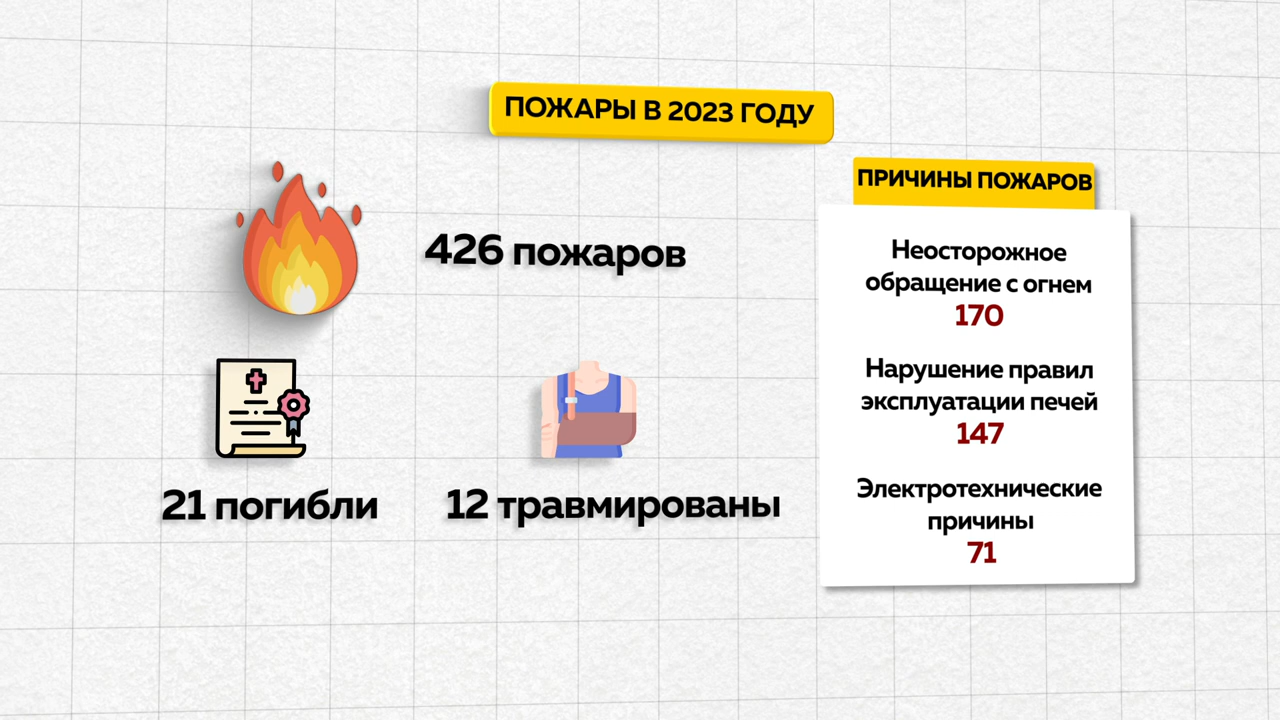 ПОЖАРЫ В 2023 ГОДУ
426 пожаров
21 погибли
12 травмированы
ПРИЧИНЫ ПОЖАРОВ
Неосторожное
обращение с огнем
170
Нарушение правил
эксплуатации печей
147
Электротехнические
причины
71